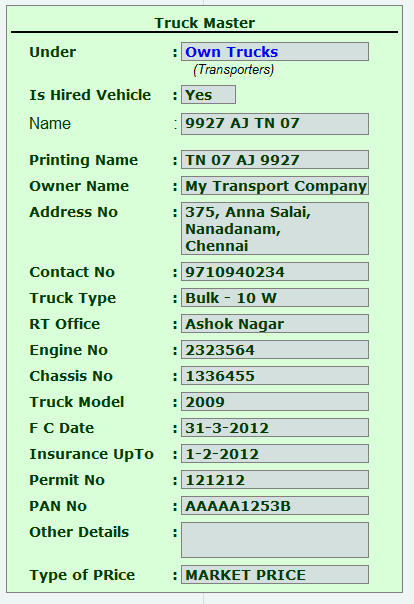 Truck Master
Under : Own Trucks
(Transporters)
Is Hired Vehicle : Yes
Name : 9927 AJ TN 07
Printing Name : TN 07 AJ 9927
Owner Name : My Transport Company
Address No : 375, Anna Salai,
Nanadanam,
Chennai
Contact No : 9710940234
Truck Type : Bulk - 10 W
RT Office : Ashok Nagar
Engine No : 2323564
Chassis No : 1336455
Truck Model : 2009
F C Date : 31-3-2012
Insurance UpTo : 1-2-2012
Permit No : 121212
PAN No : AAAAA1253B
Other Details :
Type of PRice : MARKET PRICE